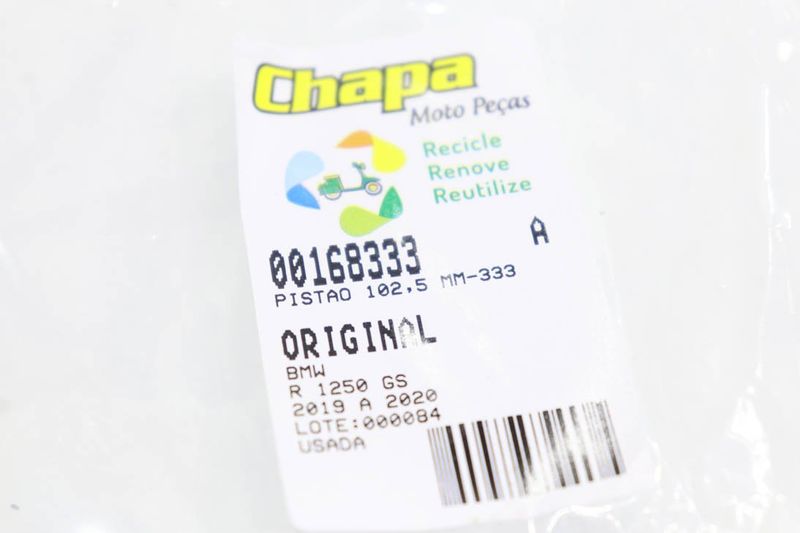 Chapa
Moto Peças
Recicle
Renove
Reutilize
A
00168333
PISTAO 102,5 MM-333
ORIGINAL
BMW
R 1250 GS
2019 A 2020
LOTE:000084
USADA